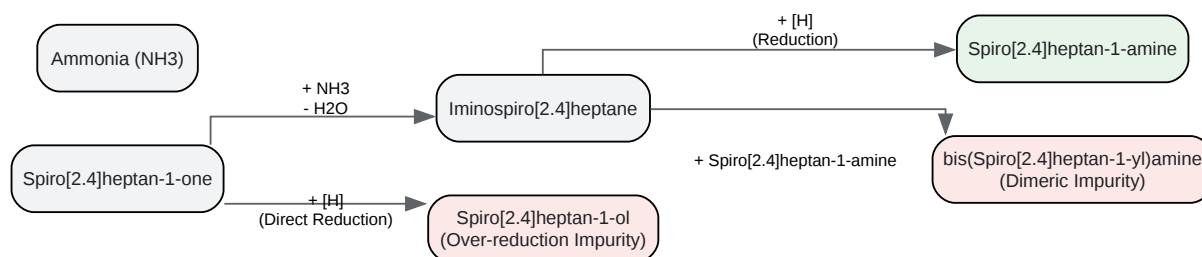 Ammonia (NH3)
+ [H]
(Reduction)
Spiro[2.4]heptan-1-amine
+ NH3
- H2O
Iminospiro[2.4]heptane
Spiro[2.4]heptan-1-one
+ Spiro[2.4]heptan-1-amine
bis(Spiro[2.4]heptan-1-yl)amine
(Dimeric Impurity)
+ [H]
(Direct Reduction)
Spiro[2.4]heptan-1-ol
(Over-reduction Impurity)